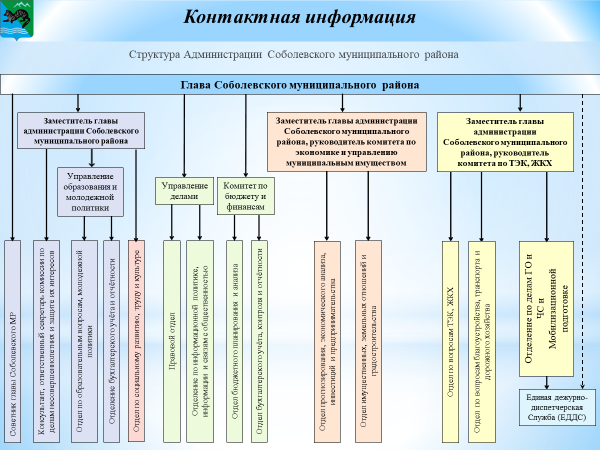 Контактная информация
Структура Администрации Соболевского муниципального района
Глава Соболевского муниципального района
Заместитель главы
администрации Соболевского
муниципального района
Заместитель главы администрации
Соболевского муниципального
района, руководитель комитета по
экономике и управлению
муниципальным имуществом
Заместитель главы
администрации
Соболевского муниципального
района, руководитель
комитета по ТЭК, ЖКХ
Управление
образования и
молодежной
политики
Управление
делами
Комитет по
бюджету и
финансам
Советник главы Соболевского МР
Консультант, ответственный секретарь комиссии по
делам несовершеннолетних и защите их интересов
Отдел по образовательным вопросам, молодежной
политики
Отделение бухгалтерского учёта и отчётности
Отдел по социальному развитию, труду и культуре
Правовой отдел
Отделение по информационной политике,
информации и связям с общественностью
Отдел бюджетного планирования и анализа
Отдел бухгалтерского учёта, контроля и отчётности
Отдел прогнозирования, экономического анализа,
инвестиций и предпринимательства
Отдел имущественных, земельных отношений и
градостроительства
Отдел по вопросам ТЭК, ЖКХ
Отдел по вопросам благоустройства, транспорта и
дорожного хозяйства
Отделение по делам ГО и
ЧС и
Мобилизационной
подготовке
Единая дежурно-
диспетчерская
Служба (ЕДДС)